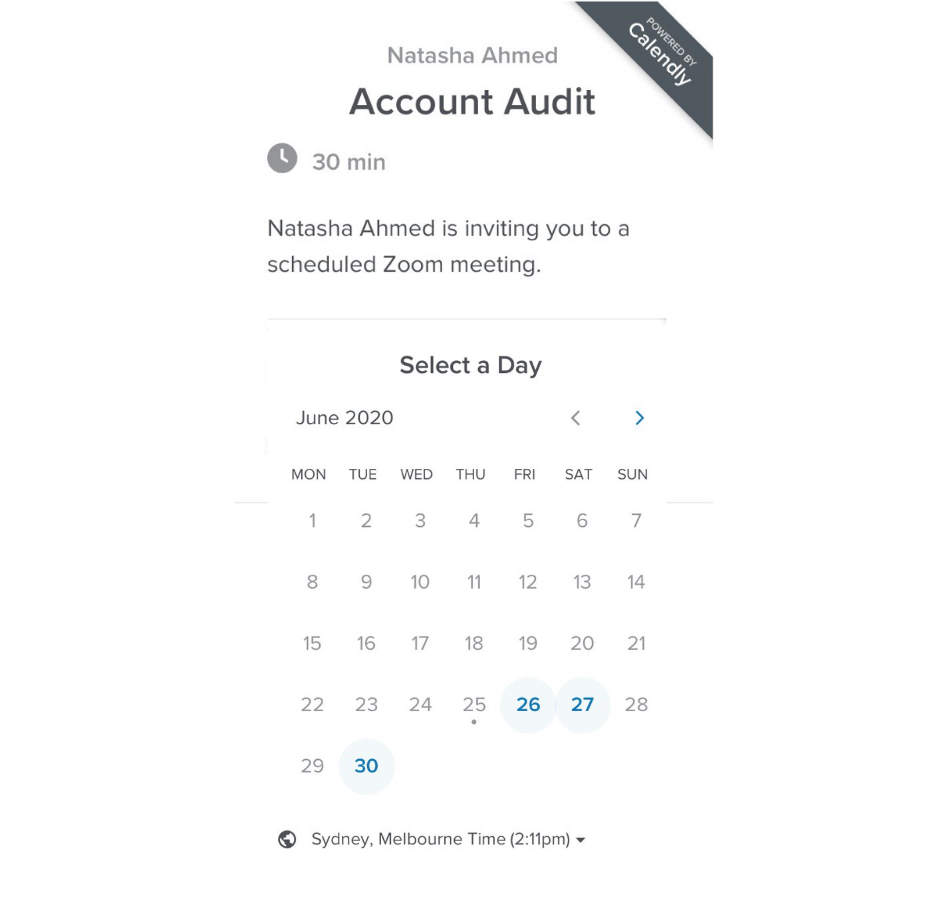 POWERED BY
Calendly
Natasha Ahmed
Account Audit
30 min
Natasha Ahmed is inviting you to a
scheduled Zoom meeting.
Select a Day
June 2020
MON TUE WED THU FRI SAT SUN
1 2 3 4 5 6 7
8 9 10 11 12 13 14
15 16 17 18 19 20 21
22 23 24 25 26 27 28
29 30
Sydney, Melbourne Time (2:11pm)